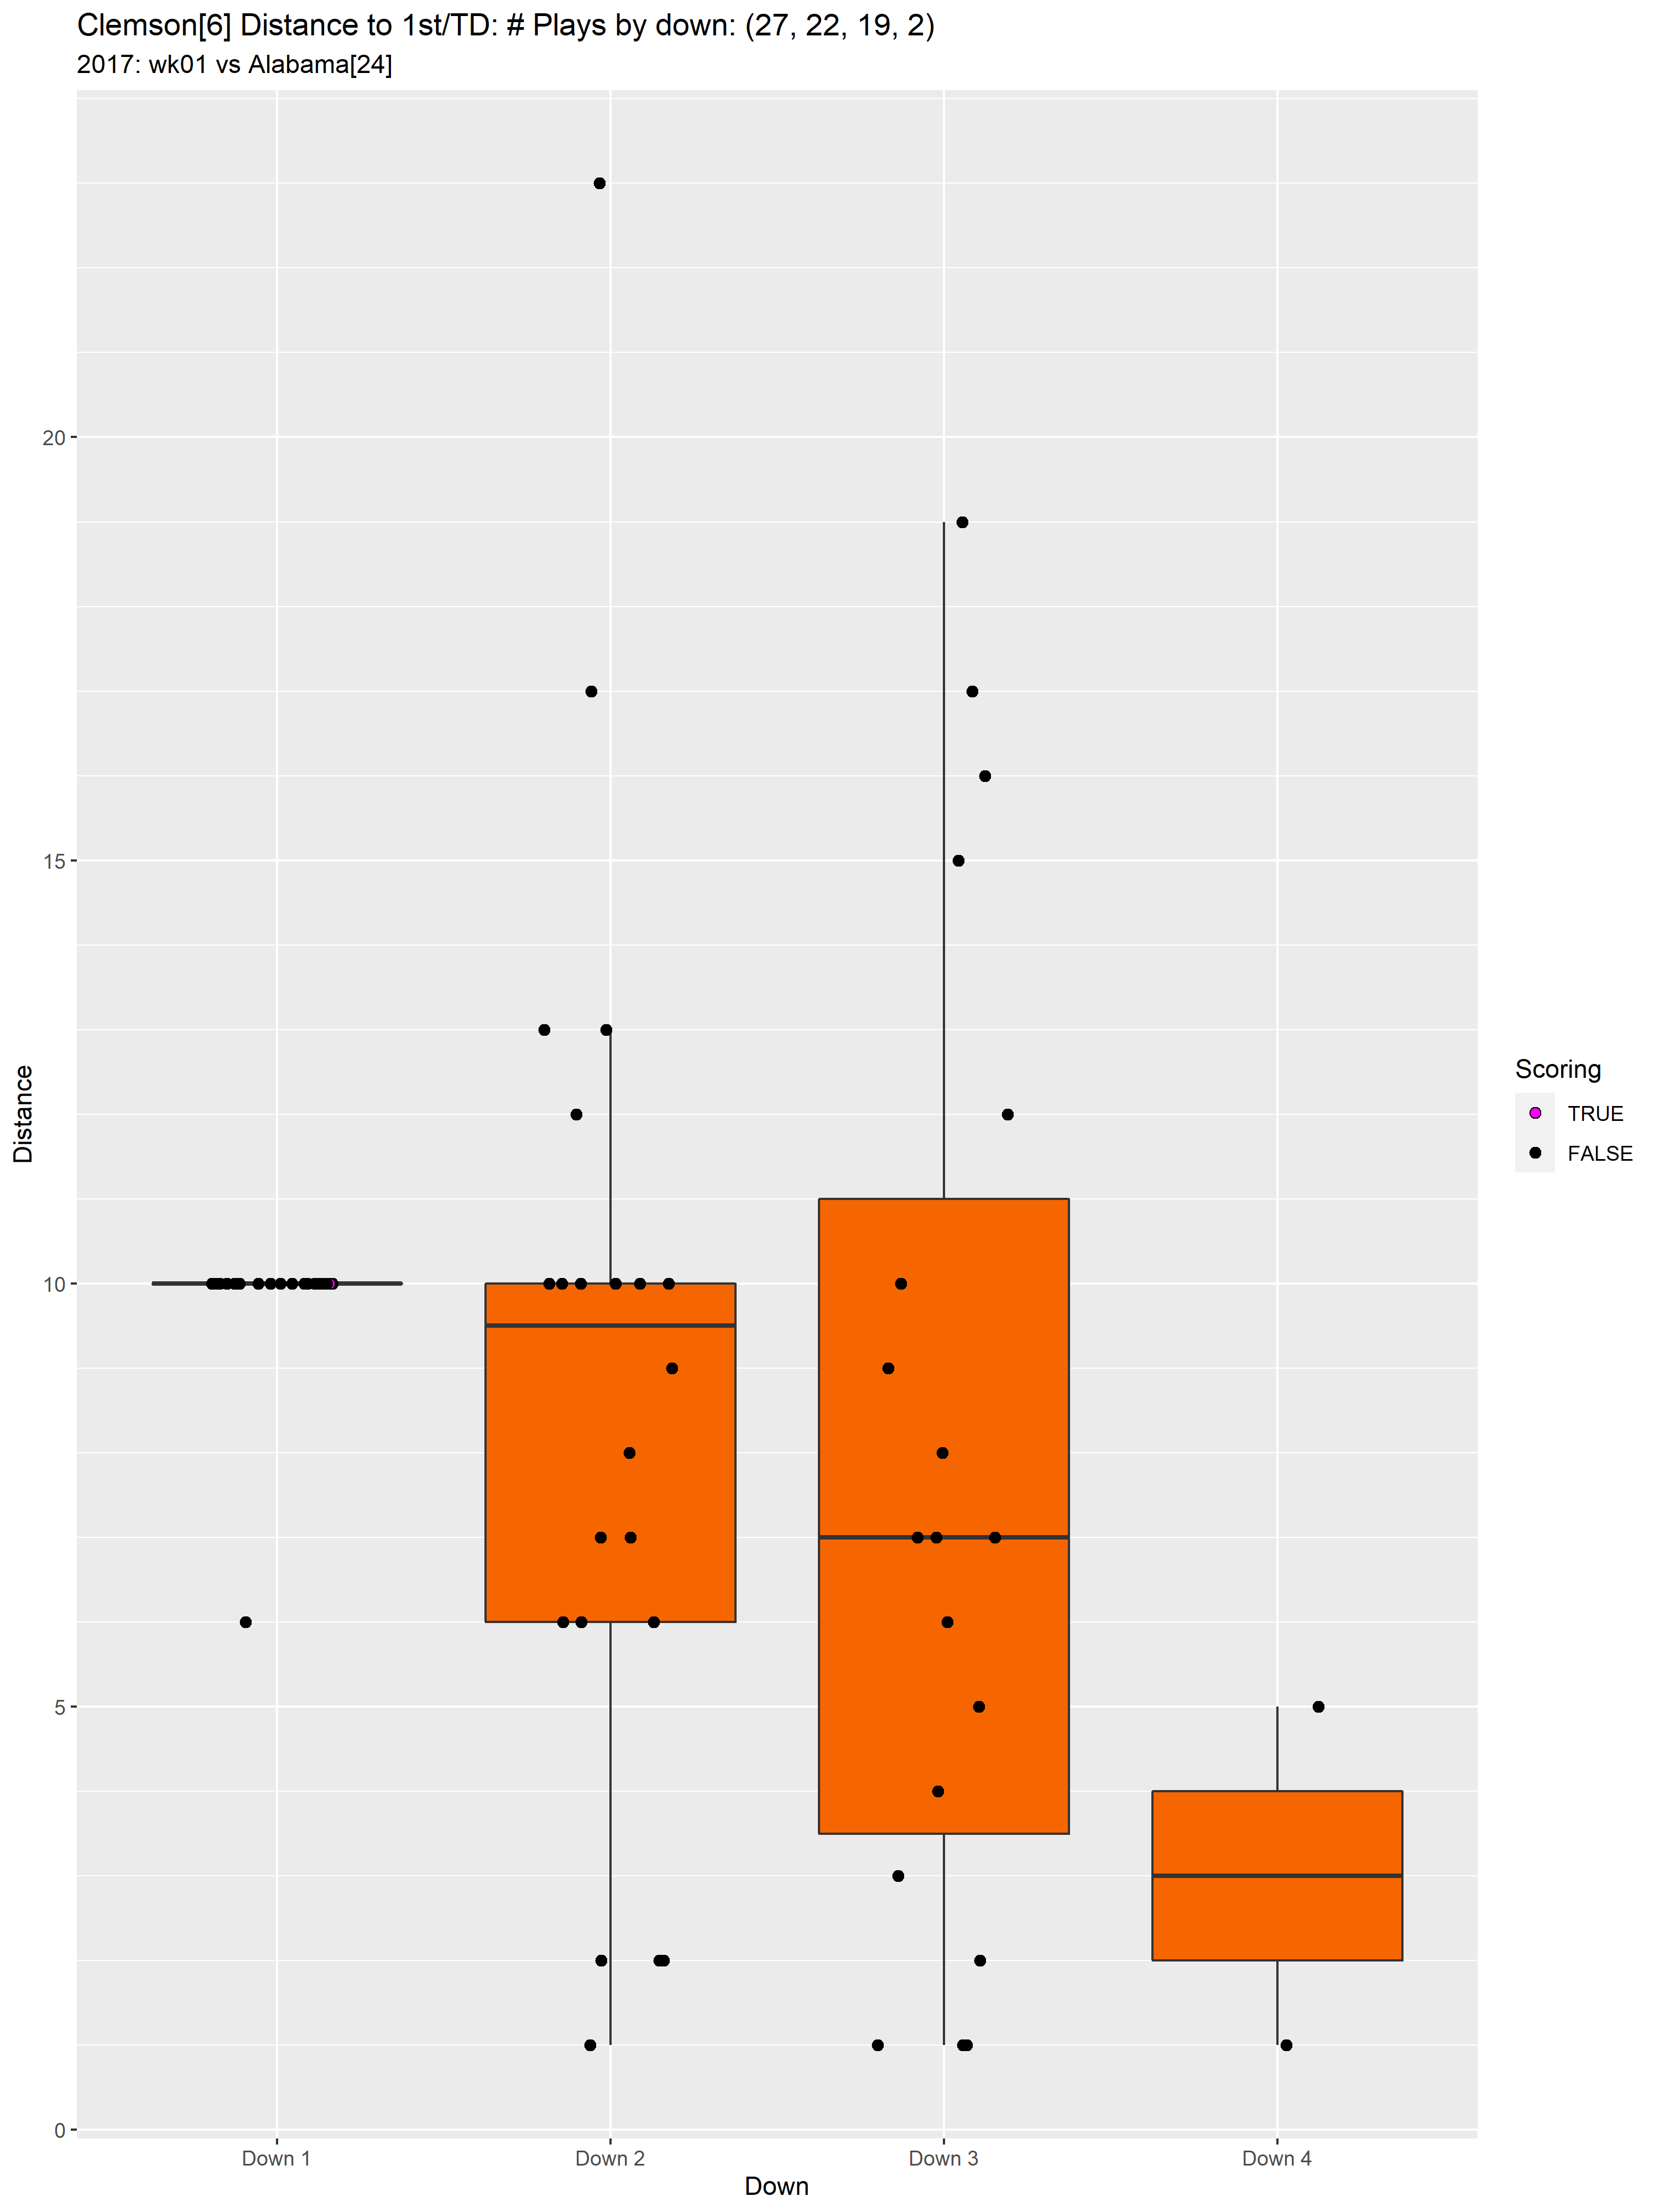 Clemson[6] Distance to 1st/TD: # Plays by down: (27, 22, 19, 2)
2017: wk01 vs Alabama[24]
20
15
10
5
0
Distance
Down 1
Down 2
Down 3
Down 4
Down
Scoring
TRUE
FALSE